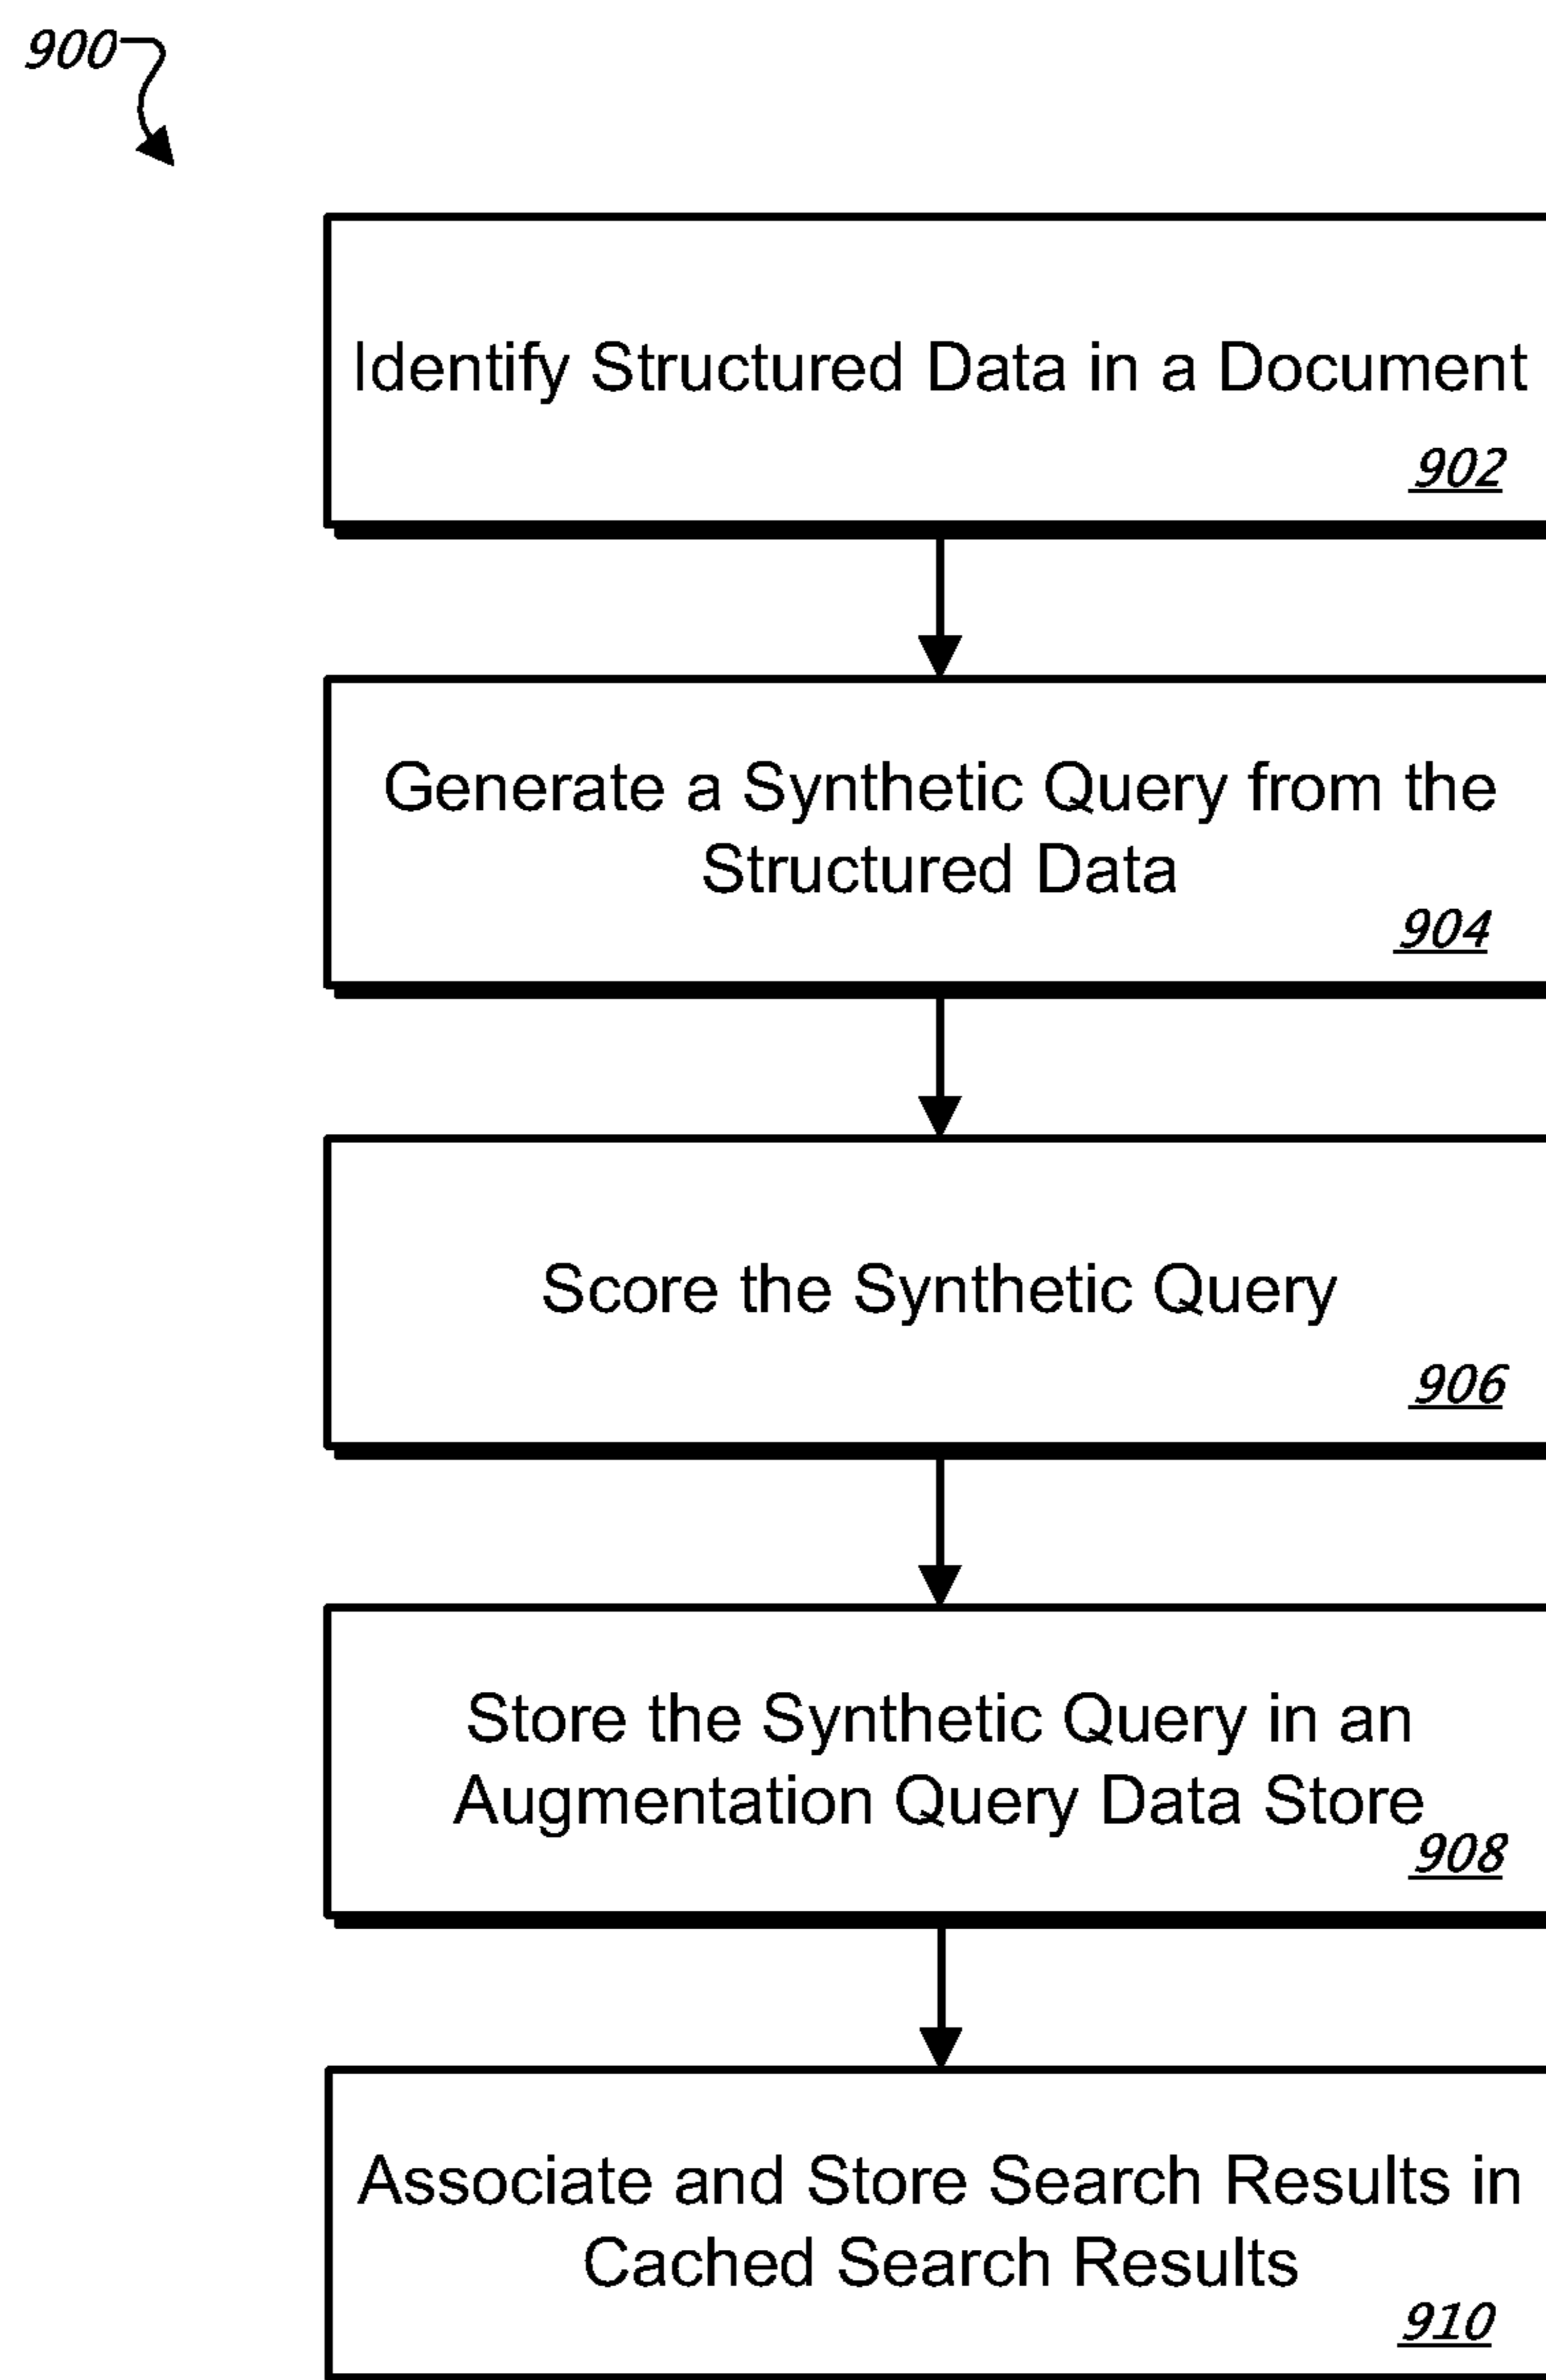 900
Identify Structured Data in a Document
902
Generate a Synthetic Query from the
Structured Data
904
Score the Synthetic Query
906
Store the Synthetic Query in an
Augmentation Query Data Store
908
Associate and Store Search Results in
Cached Search Results
910